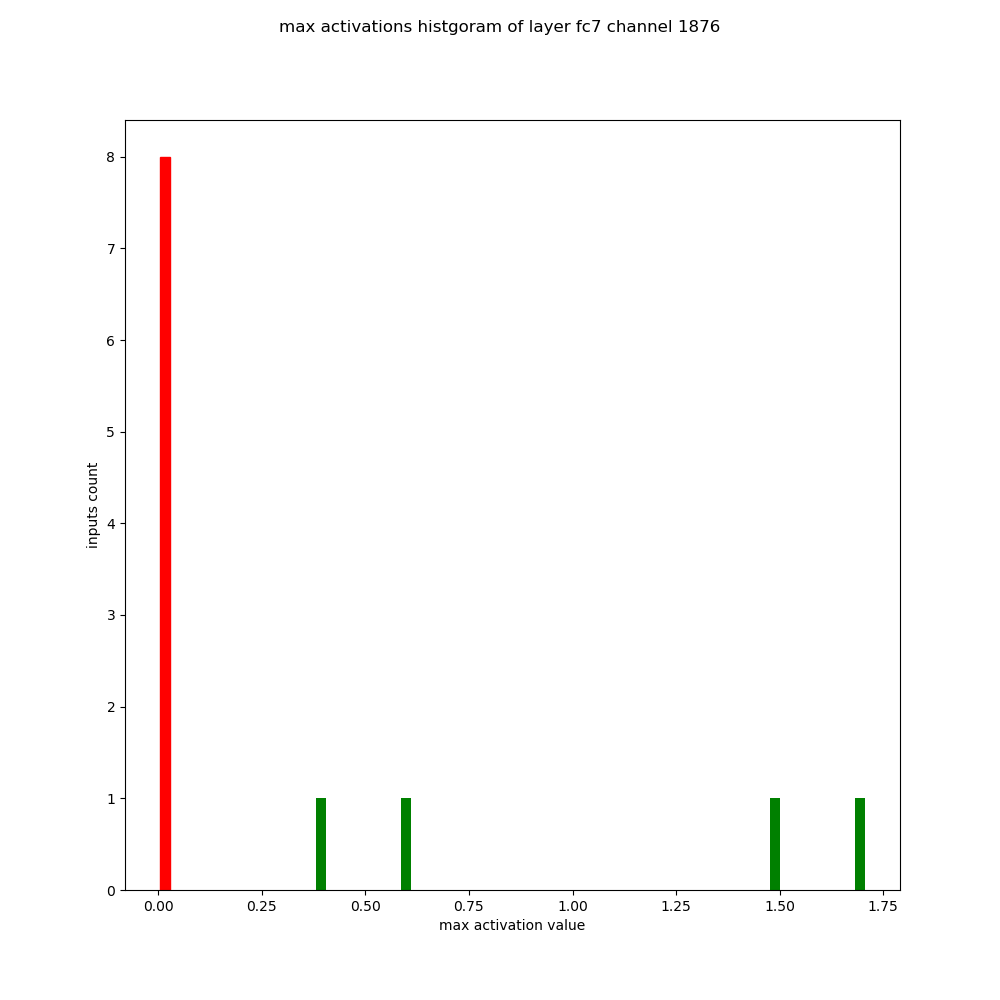 max activations histgoram of layer fc7 channel 1876
8
7
6
5
4
3
2
1
0
inputs count
0.00 0.25 0.50 0.75 1.00 1.25 1.50 1.75
max activation value